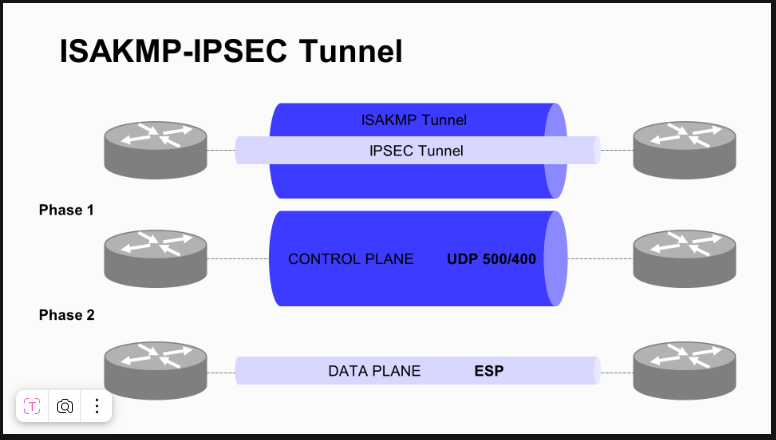 ISAKMP-IPSEC Tunnel
ISAKMP Tunnel
IPSEC Tunnel
Phase 1
CONTROL PLANE UDP 500/400
Phase 2
DATA PLANE ESP
T